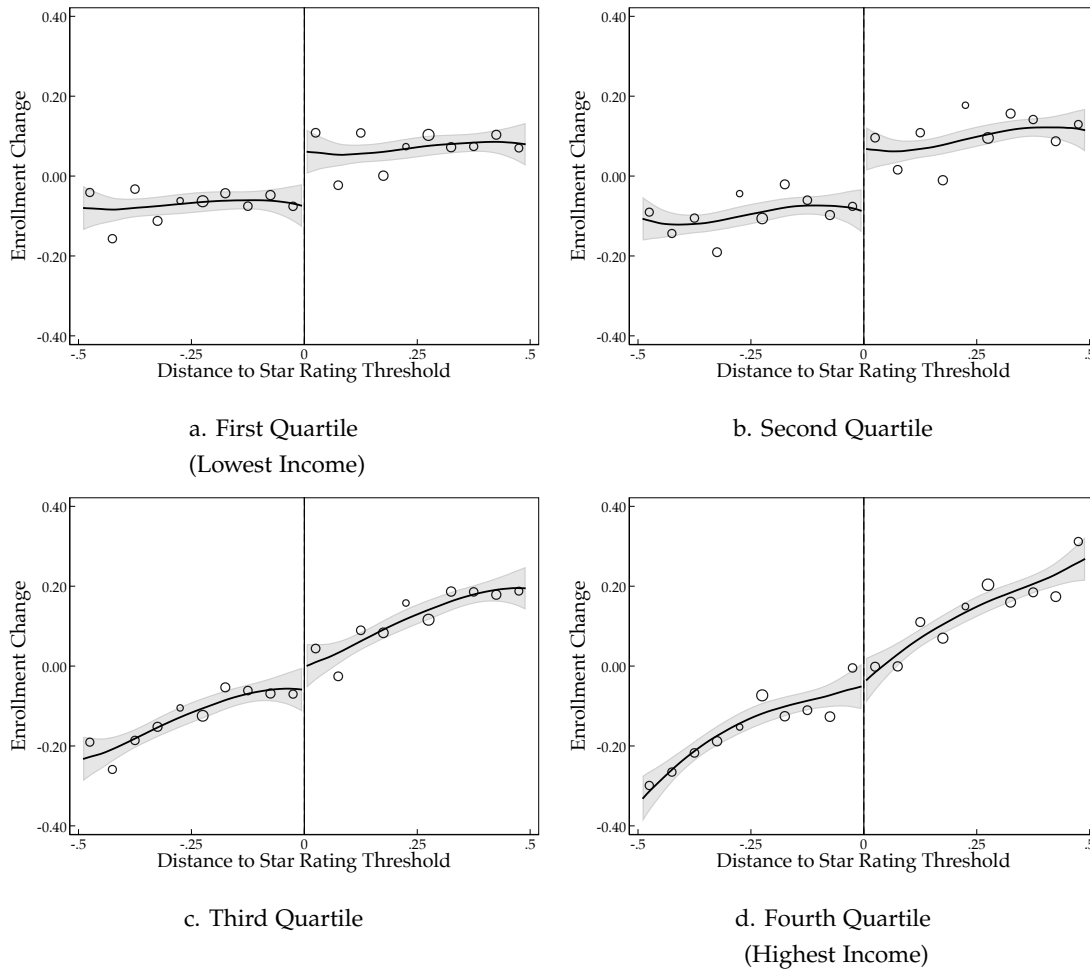 Enrollment Change
0.40
0.20
0.00
-0.20
-0.40
-.5 -.25 0 .25 .5
Distance to Star Rating Threshold
a. First Quartile
(Lowest Income)
Enrollment Change
0.40
0.20
0.00
-0.20
-0.40
-.5 -.25 0 .25 .5
Distance to Star Rating Threshold
b. Second Quartile
Enrollment Change
0.40
0.20
0.00
-0.20
-0.40
-.5 -.25 0 .25 .5
Distance to Star Rating Threshold
c. Third Quartile
Enrollment Change
0.40
0.20
0.00
-0.20
-0.40
-.5 -.25 0 .25 .5
Distance to Star Rating Threshold
d. Fourth Quartile
(Highest Income)